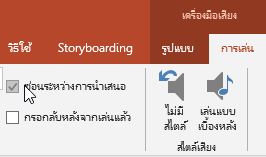 เครื่องมือเสียง
วิธีใช้ Storyboarding รูปแบบ การเล่น
ซ่อนระหว่างการนำเสนอ
กรอกลับหลังจากเล่นแล้ว
ไม่มี เล่นแบบ
สไตล์ เบื้องหลัง
สไตล์เสียง